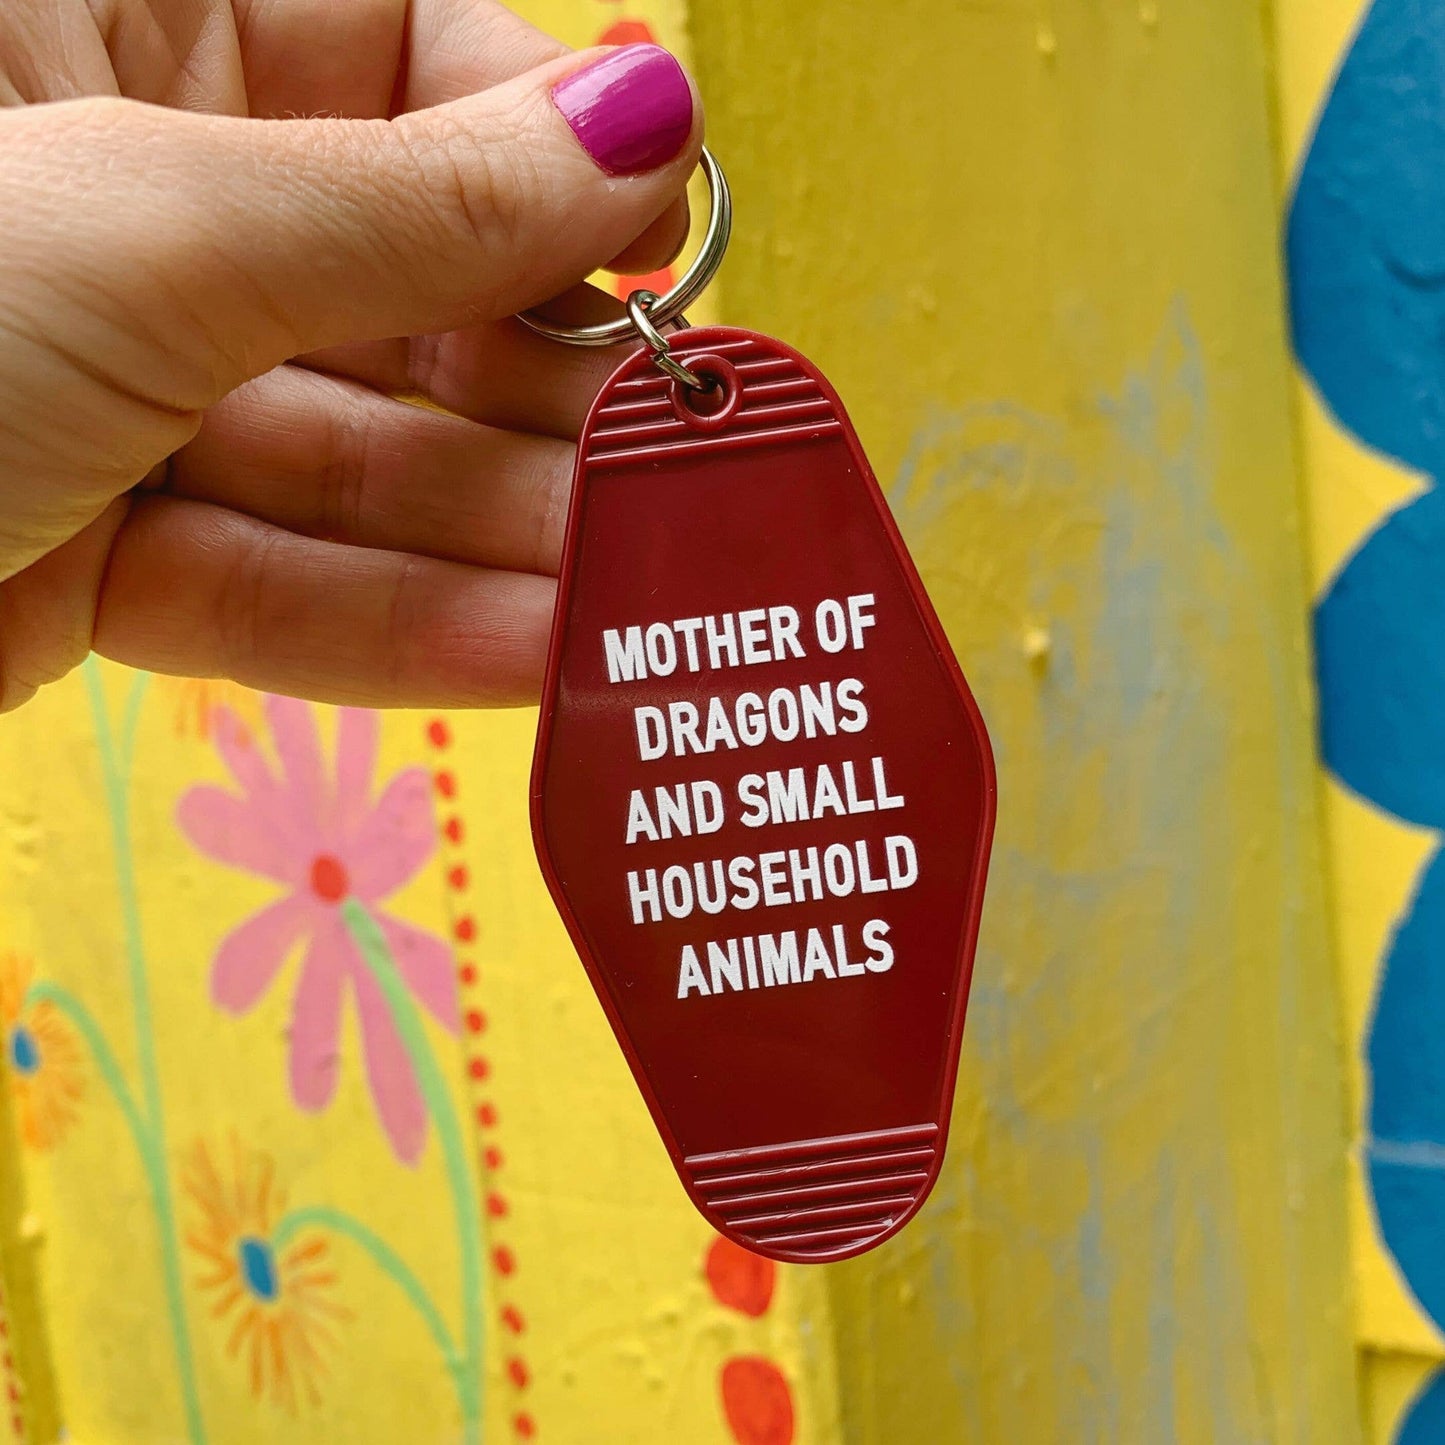 MOTHER OF
DRAGONS
AND SMALL
HOUSEHOLD
ANIMALS